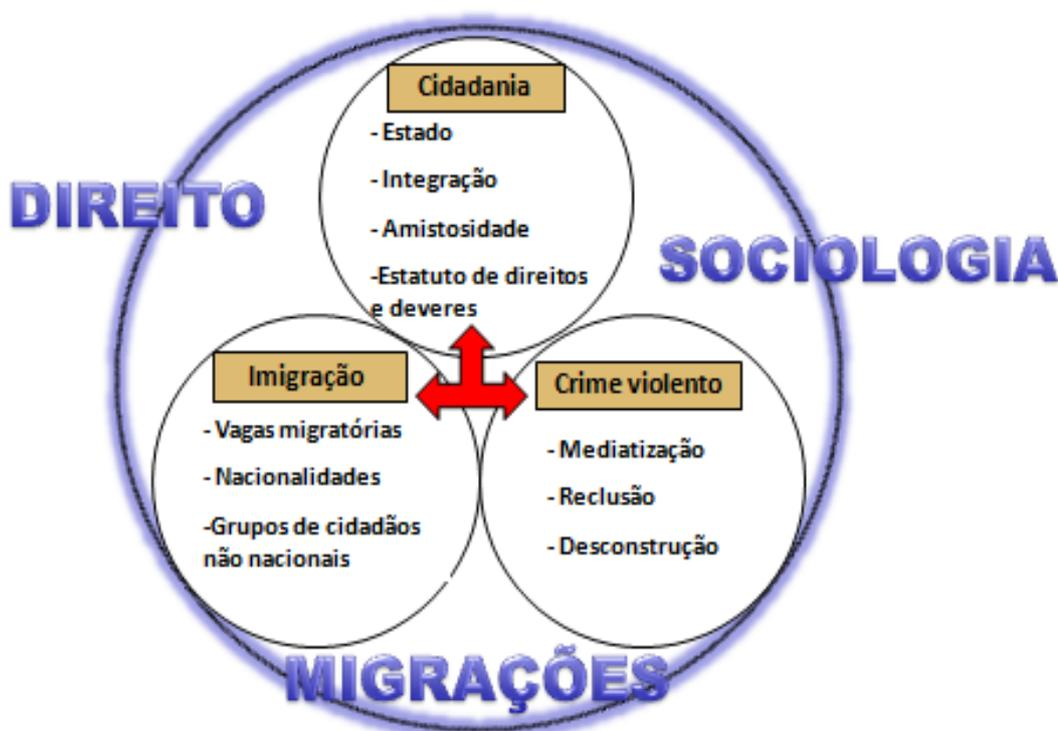 DIREITO
SOCIOLOGIA
Cidadania
- Estado
- Integração
- Amistosidade
-Estatuto de direitos
e deveres
Imigração
- Vagas migratórias
- Nacionalidades
-Grupos de cidadãos
não nacionais
Crime violento
- Mediatização
- Reclusão
- Desconstrução
MIGRAÇÕES